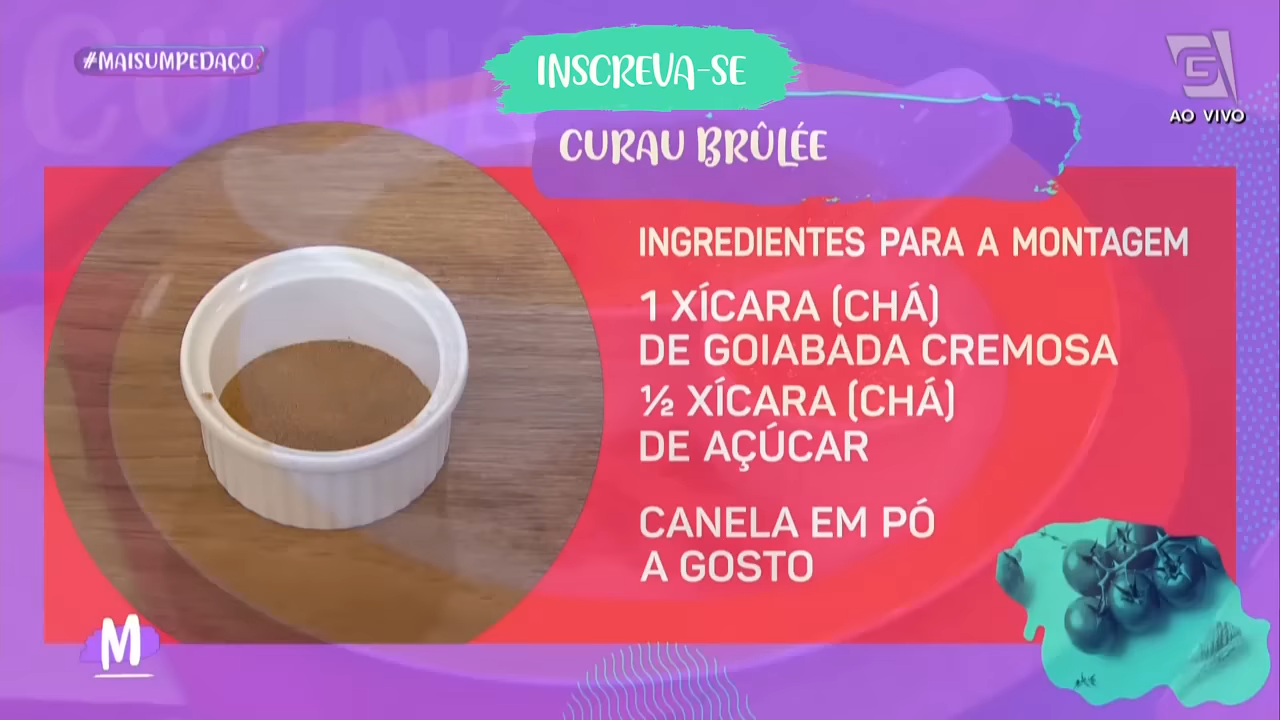 #MAISUMPEDAÇO
INSCREVA-SE
G
AO VIVO
CURAU BRÛLÉE
INGREDIENTES PARA A MONTAGEM
1 XÍCARA (CHÁ)
DE GOIABADA CREMOSA
½ XÍCARA (CHÁ)
DE AÇÚCAR
CANELA EM PÓ
A GOSTO
M